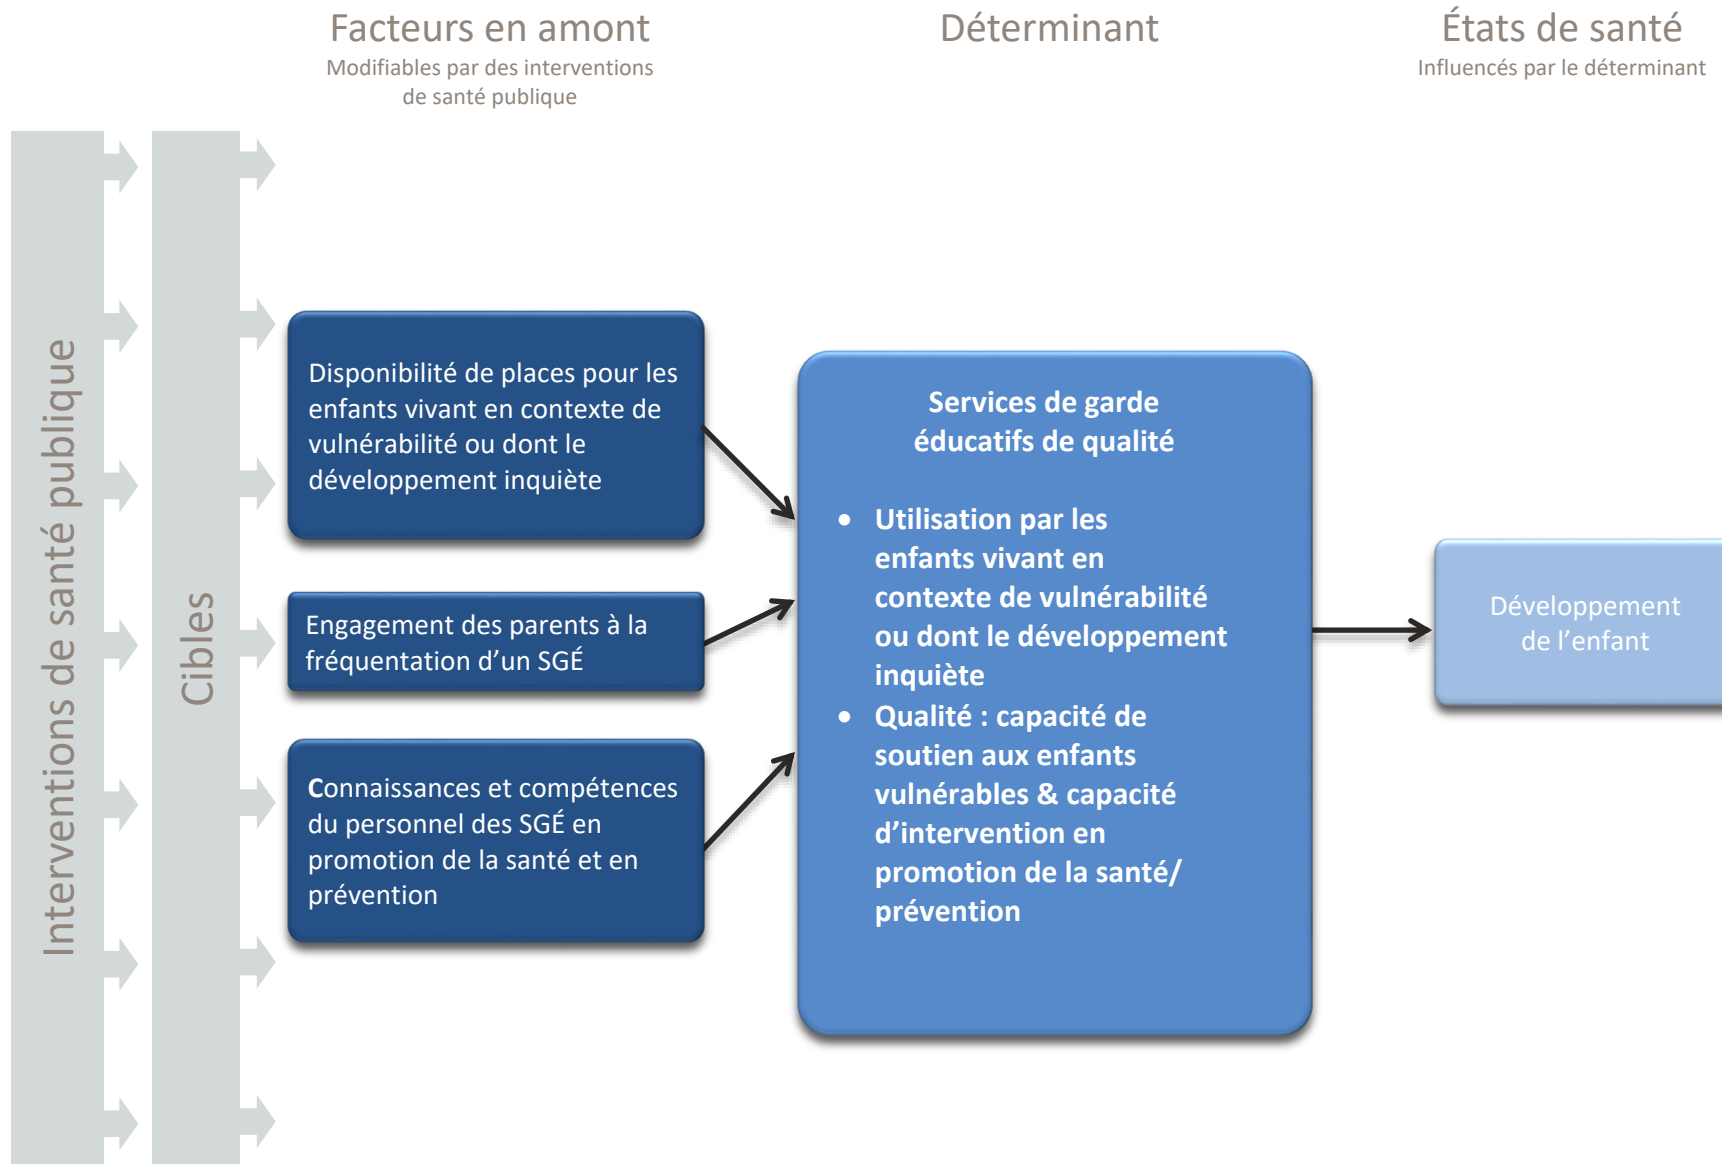 Facteurs en amont
Modifiables par des interventions
de santé publique
Déterminant
États de santé
Influencés par le déterminant
Interventions de santé publique
Cibles
Disponibilité de places pour les
enfants vivant en contexte de
vulnérabilité ou dont le
développement inquiète
Engagement des parents à la
fréquentation d’un SGÉ
Connaissances et compétences
du personnel des SGÉ en
promotion de la santé et en
prévention
Services de garde
éducatifs de qualité
• Utilisation par les
enfants vivant en
contexte de vulnérabilité
ou dont le développement
inquiète
• Qualité : capacité de
soutien aux enfants
vulnérables & capacité
d’intervention en
promotion de la santé/
prévention
Développement
de l’enfant